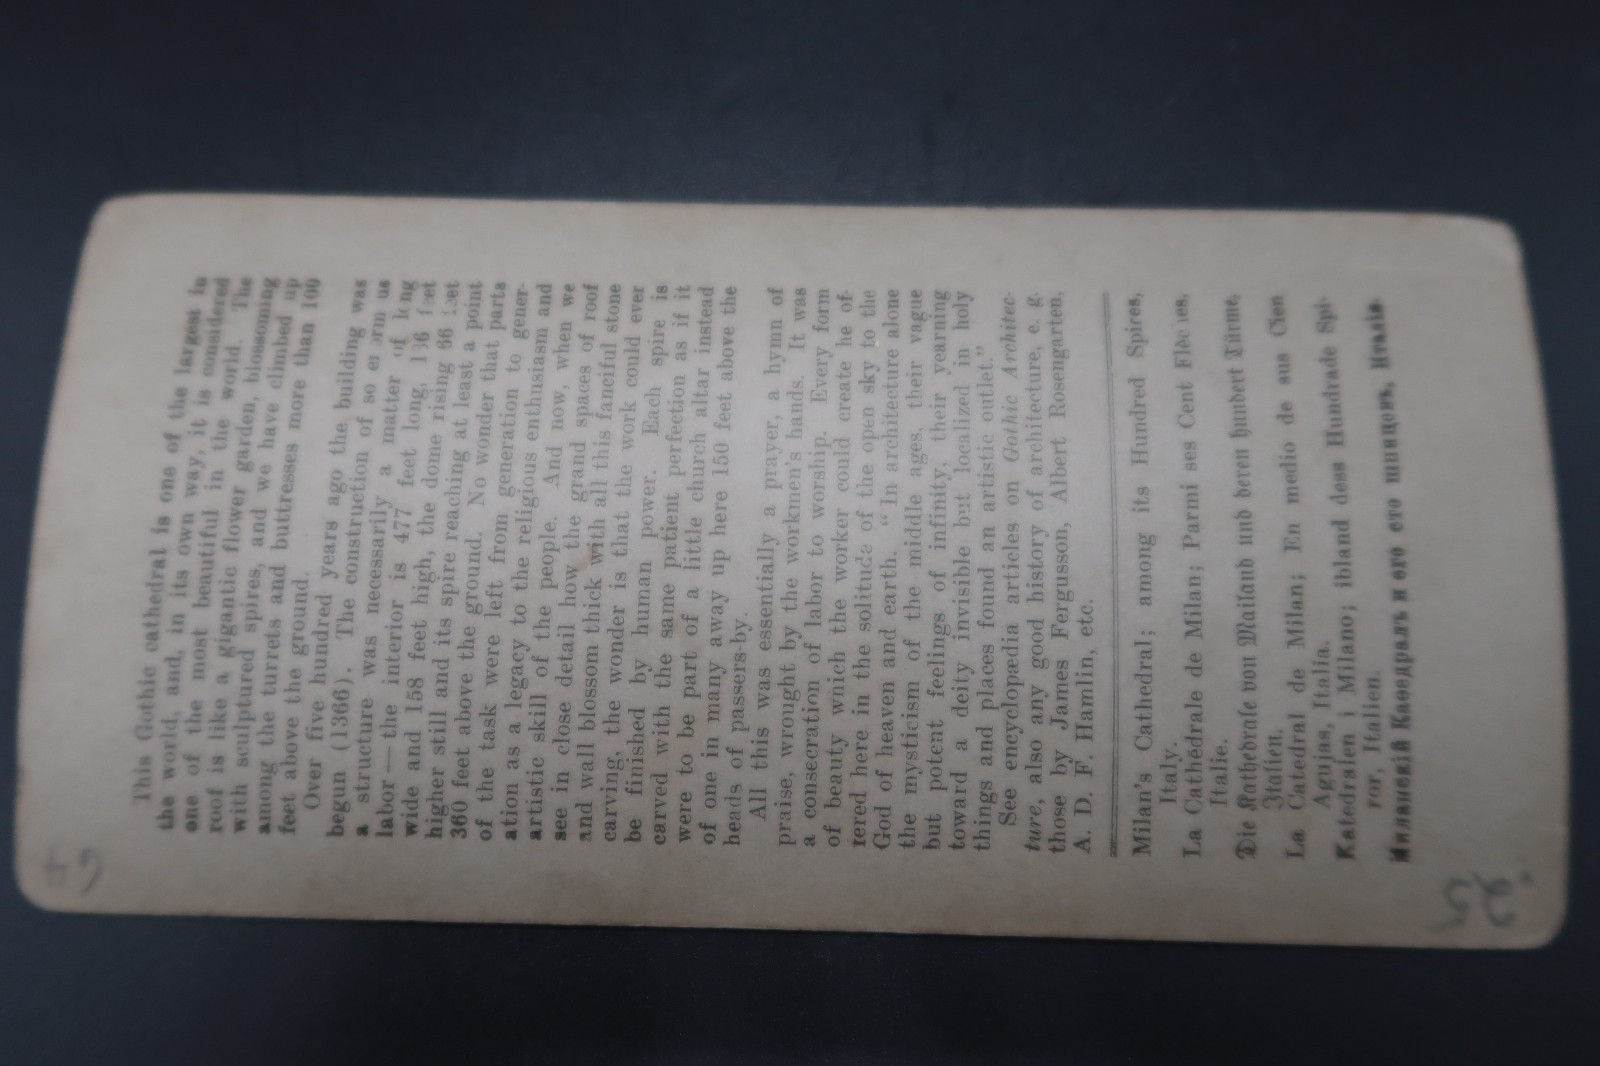 This Gothic cathedral is one of the largest in
the world, and, in its own way, it is considered
one of the most beautiful in the world. The
roof is like a gigantic flower garden, blossoming
with sculptured spires, and we have climbed up
among the turrets and buttresses more than 100
feet above the ground.
Over five hundred years ago the building was
begun (1366). The construction of so enormous
a structure was necessarily a matter of long
labor — the interior is 477 feet long, 186 feet
wide and 158 feet high, the dome rising 66 feet
higher still and its spire reaching at least a point
360 feet above the ground. No wonder that parts
of the task were left from generation to gener-
ation as a legacy to the religious enthusiasm and
artistic skill of the people. And now, when we
see in close detail how the grand spaces of roof
and wall blossom thick with all this fanciful stone
carving, the wonder is that the work could ever
be finished by human power. Each spire is
carved with the same patient perfection as if it
were to be part of a little church altar instead
of one in many away up here 150 feet above the
heads of passers-by.
All this was essentially a prayer, a hymn of
praise, wrought by the workmen's hands. It was
a consecration of labor to worship. Every form
of beauty which the worker could create he of-
fered here in the solitude of the open sky to the
God of heaven and earth. "In architecture alone
the mysticism of the middle ages, their vague
but potent feelings of infinity, their yearning
toward a deity invisible but localized in holy
things and places found an artistic outlet."
See encyclopædia articles on Gothic Architec-
ture, also any good history of architecture, e. g.
those by James Fergusson, Albert Rosengarten,
A. D. F. Hamlin, etc.
Milan's Cathedral; among its Hundred Spires,
Italy.
La Cathédrale de Milan; Parmi ses Cent Flèches,
Italie.
Die Kathedrale von Mailand und deren hundert Türme,
Italien.
La Catedral de Milan; En medio de sus Cien
Agujas, Italia.
Katedralen i Milano; ibland dess Hundrade Spi-
ror, Italien.
Миланскій Каѳедралъ и его сто шпицовъ, Италія.
64
.25